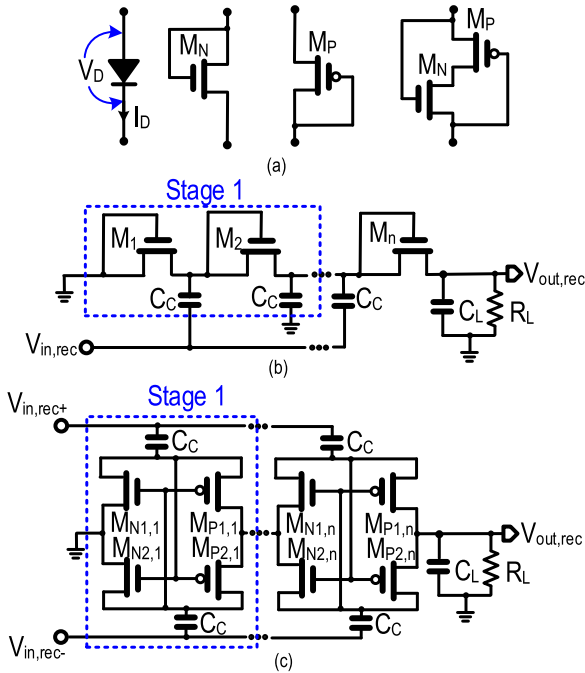 V_D
I_D
M_N
M_P
M_P
M_N
(a)
Stage 1
M_1
M_2
M_n
C_C
C_C
C_C
C_L
R_L
V_out,rec
V_in,rec
(b)
Stage 1
V_in,rec+
C_C
C_C
M_N1,1
M_P1,1
M_N1,n
M_P1,n
M_N2,1
M_P2,1
M_N2,n
M_P2,n
V_out,rec
C_L
R_L
C_C
C_C
V_in,rec-
(c)